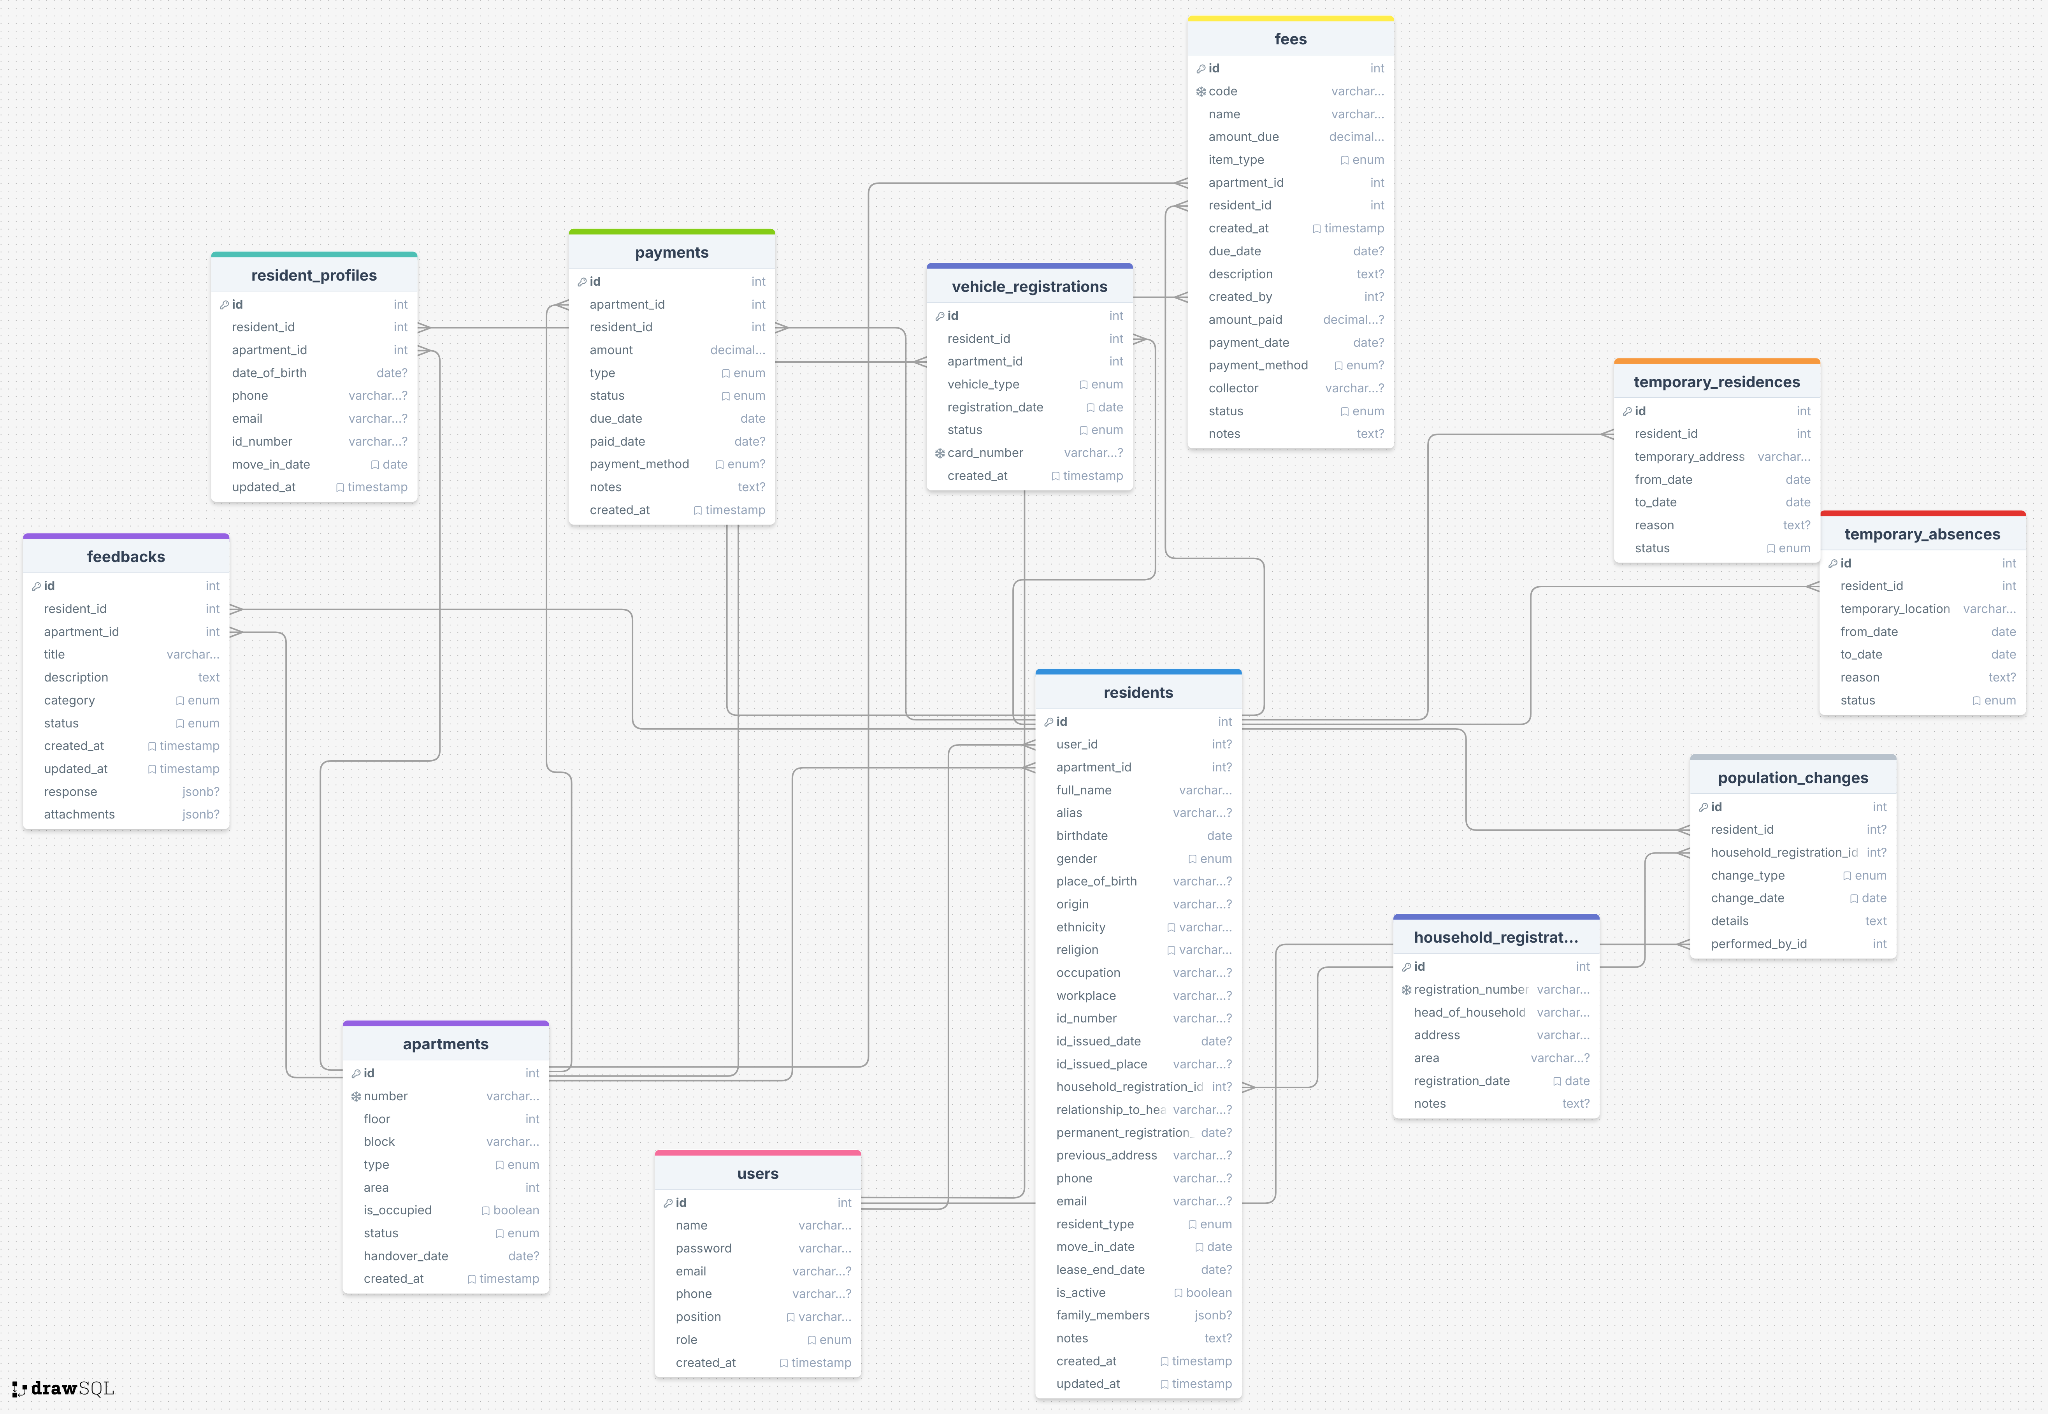 fees
id int
code varchar...
name varchar...
amount_due decimal...
item_type enum
apartment_id int
resident_id int
created_at timestamp
due_date date?
description text?
created_by int?
amount_paid decimal...?
payment_date date?
payment_method enum?
collector varchar...?
status enum
notes text?
resident_profiles
id int
resident_id int
apartment_id int
date_of_birth date?
phone varchar...?
email varchar...?
id_number varchar...?
move_in_date date
updated_at timestamp
payments
id int
apartment_id int
resident_id int
amount decimal...
type enum
status enum
due_date date
paid_date date?
payment_method enum?
notes text?
created_at timestamp
vehicle_registrations
id int
resident_id int
apartment_id int
vehicle_type enum
registration_date date
status enum
card_number varchar...?
created_at timestamp
temporary_residences
id int
resident_id int
temporary_address varchar...
from_date date
to_date date
reason text?
status enum
temporary_absences
id int
resident_id int
temporary_location varchar...
from_date date
to_date date
reason text?
status enum
feedbacks
id int
resident_id int
apartment_id int
title varchar...
description text
category enum
status enum
created_at timestamp
updated_at timestamp
response jsonb?
attachments jsonb?
residents
id int
user_id int?
apartment_id int?
full_name varchar...
alias varchar...?
birthdate date
gender enum
place_of_birth varchar...?
origin varchar...?
ethnicity varchar...
religion varchar...
occupation varchar...?
workplace varchar...?
id_number varchar...?
id_issued_date date?
id_issued_place varchar...?
household_registration_id int?
relationship_to_hea varchar...?
permanent_registration_ date?
previous_address varchar...?
phone varchar...?
email varchar...?
resident_type enum
move_in_date date
lease_end_date date?
is_active boolean
family_members jsonb?
notes text?
created_at timestamp
updated_at timestamp
population_changes
id int
resident_id int?
household_registration_id int?
change_type enum
change_date date
details text
performed_by_id int
household_registrat...
id int
registration_number varchar...
head_of_household varchar...
address varchar...
area varchar...?
registration_date date
notes text?
apartments
id int
number varchar...
floor int
block varchar...
type enum
area int
is_occupied boolean
status enum
handover_date date?
created_at timestamp
users
id int
name varchar...
password varchar...
email varchar...?
phone varchar...?
position varchar...
role enum
created_at timestamp
drawSQL